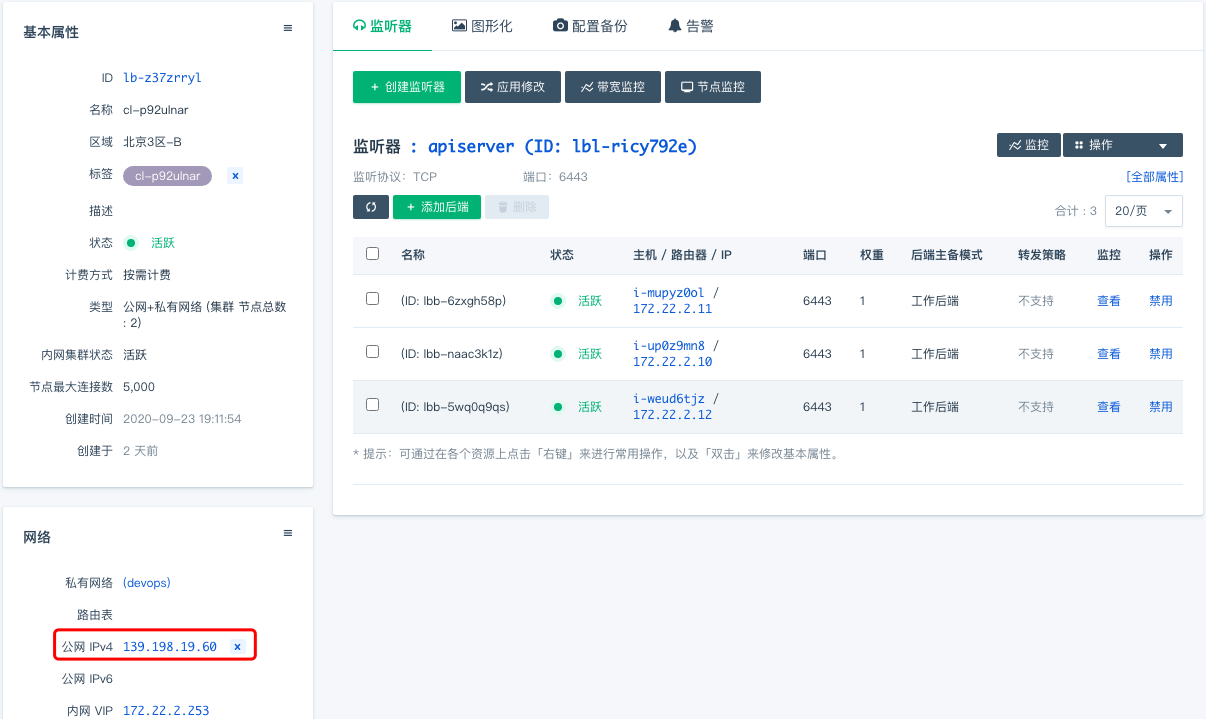 基本属性
ID lb-z37zrryl
名称 cl-p92ulnar
区域 北京3区-B
标签 cl-p92ulnar x
描述
状态 活跃
计费方式 按需计费
类型 公网+私有网络 (集群 节点总数
: 2)
内网集群状态 活跃
节点最大连接数 5,000
创建时间 2020-09-23 19:11:54
创建于 2 天前
网络
私有网络 (devops)
路由表
公网 IPv4 139.198.19.60 x
公网 IPv6
内网 VIP 172.22.2.253
监听器 图形化 配置备份 告警
+ 创建监听器 应用修改 带宽监控 节点监控
监听器 : apiserver (ID: lbl-ricy792e) 监控 操作
监听协议: TCP 端口: 6443 [全部属性]
+ 添加后端 删除 合计 : 3 20/页
名称 状态 主机 / 路由器 / IP 端口 权重 后端主备模式 转发策略 监控 操作
(ID: lbb-6zxgh58p) 活跃 i-mupyz0ol / 6443 1 工作后端 不支持 查看 禁用
172.22.2.11
(ID: lbb-naac3k1z) 活跃 i-up0z9mn8 / 6443 1 工作后端 不支持 查看 禁用
172.22.2.10
(ID: lbb-5wq0q9qs) 活跃 i-weud6tjz / 6443 1 工作后端 不支持 查看 禁用
172.22.2.12
* 提示: 可通过在各个资源上点击「右键」来进行常用操作, 以及「双击」来修改基本属性。